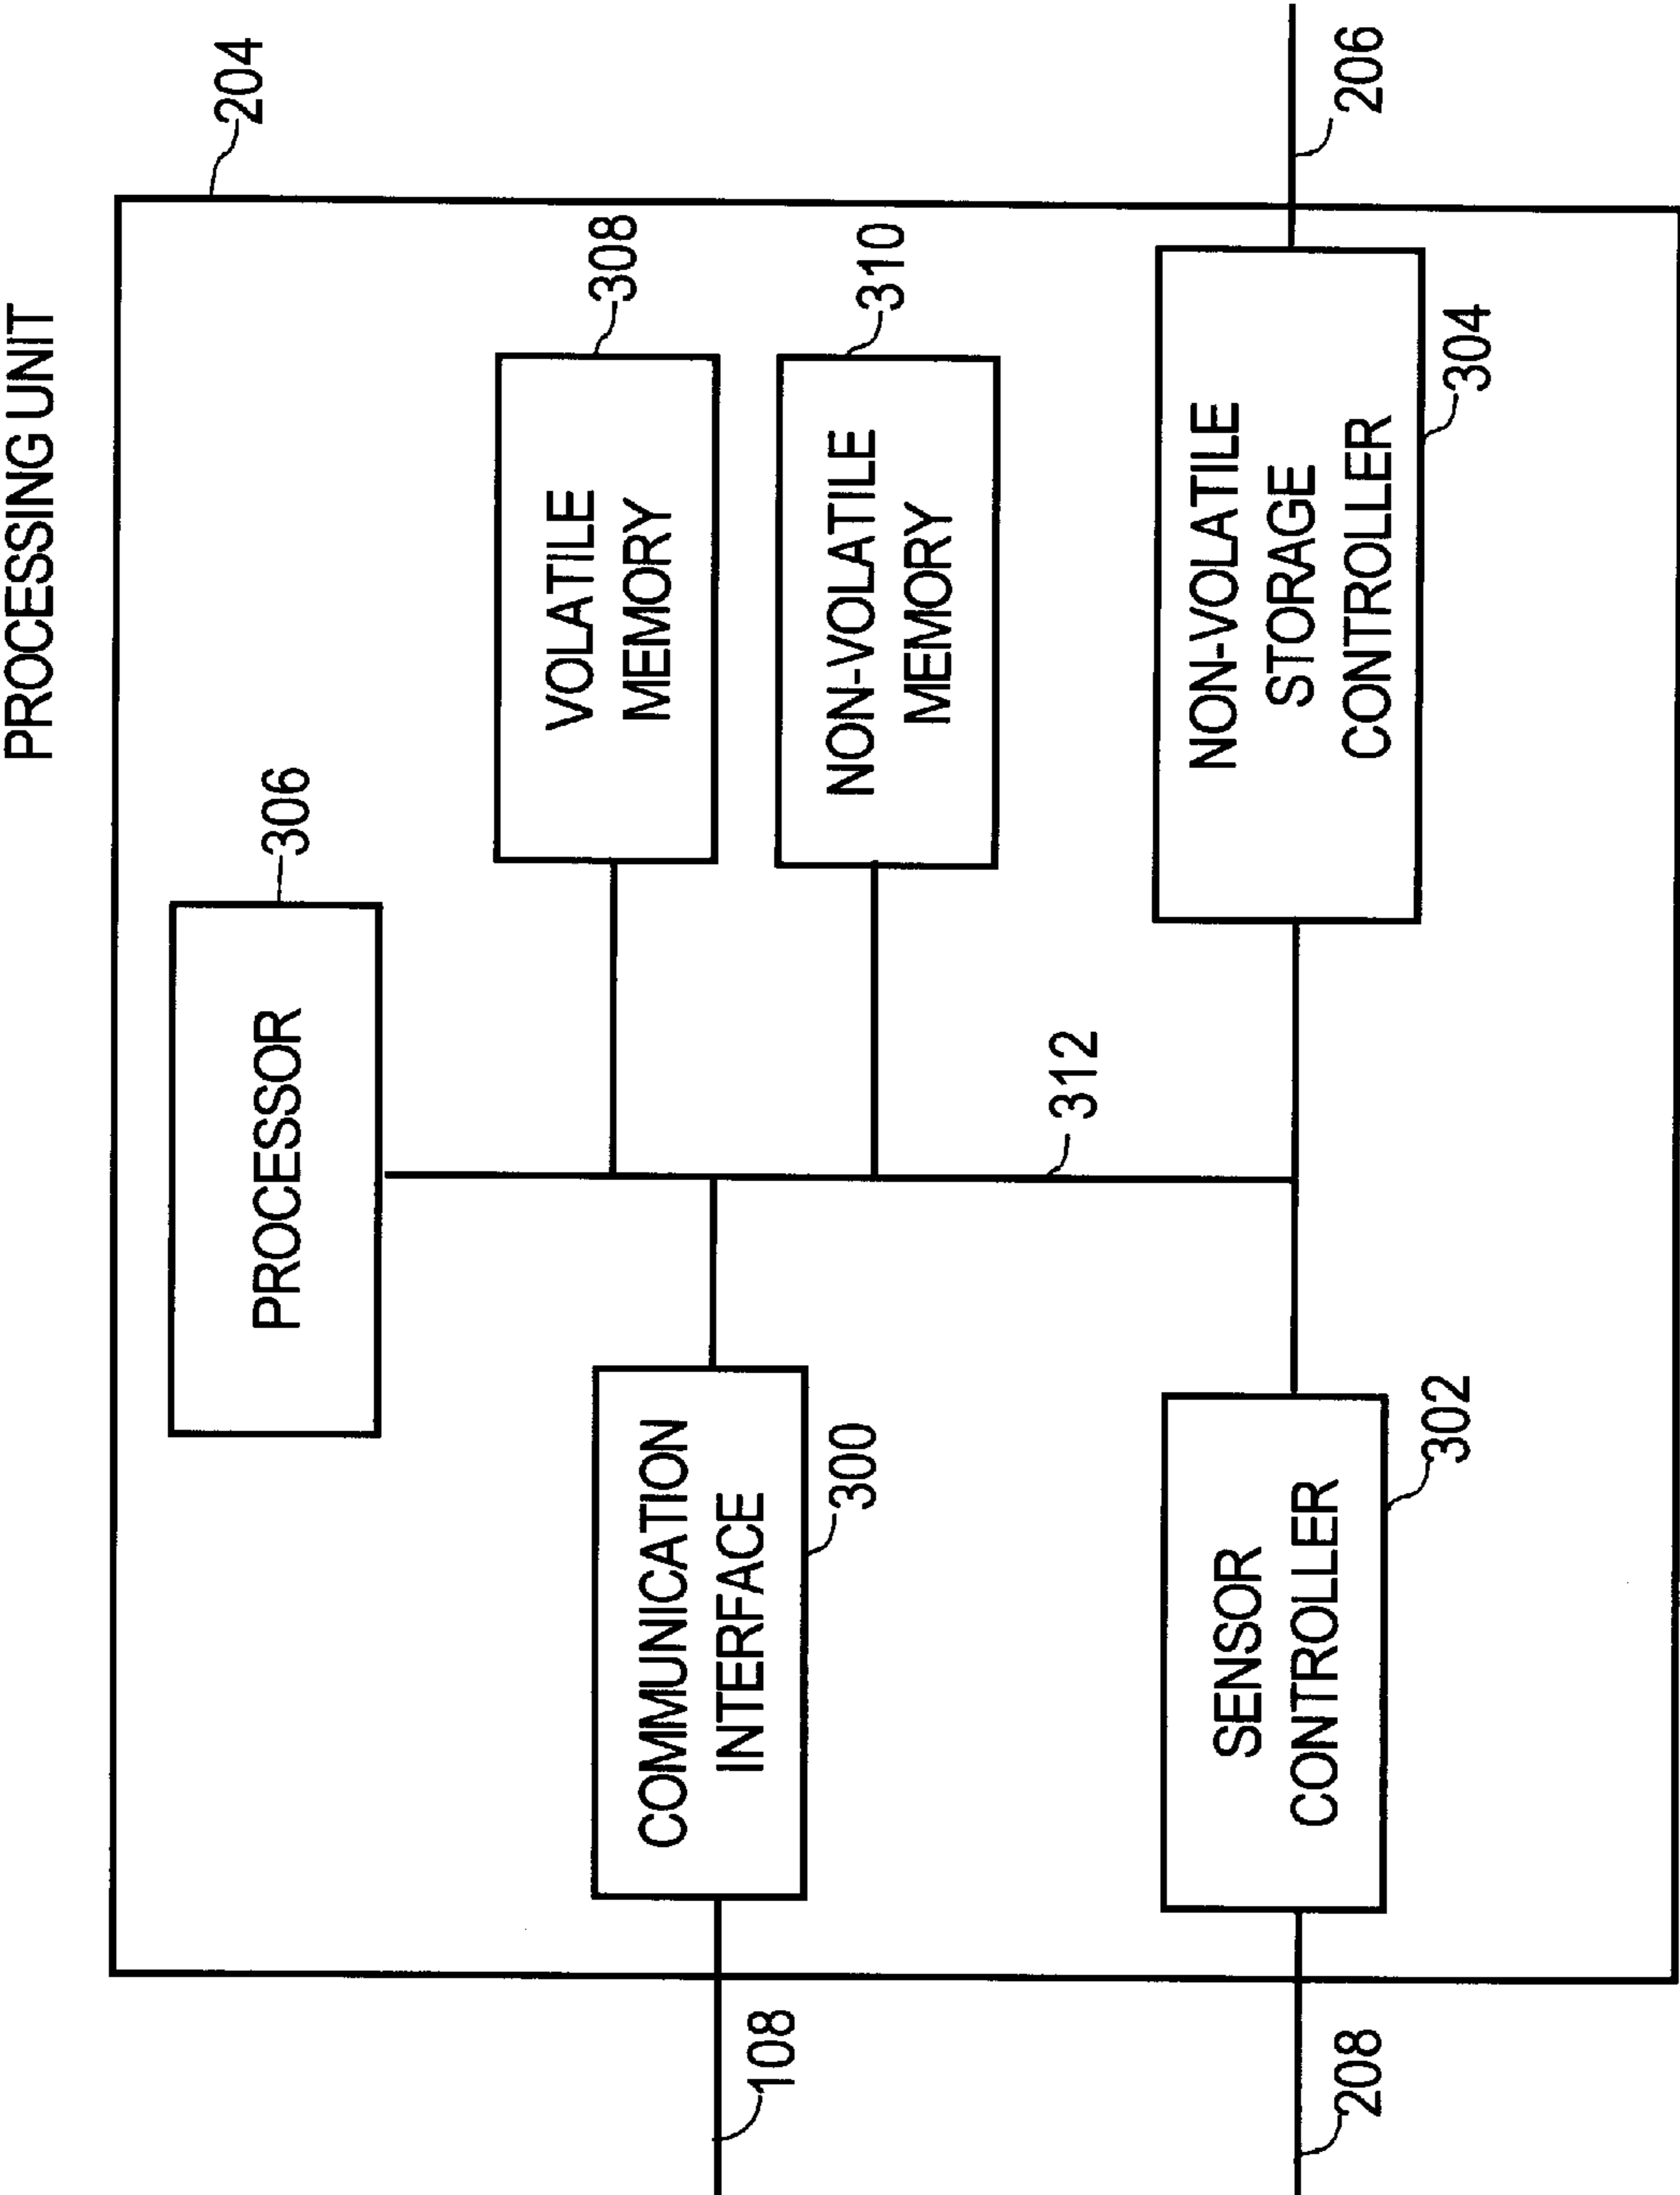 PROCESSING UNIT
204
PROCESSOR
306
VOLATILE
MEMORY
308
COMMUNICATION
INTERFACE
300
108
NON-VOLATILE
MEMORY
310
312
SENSOR
CONTROLLER
302
208
NON-VOLATILE
STORAGE
CONTROLLER
304
206